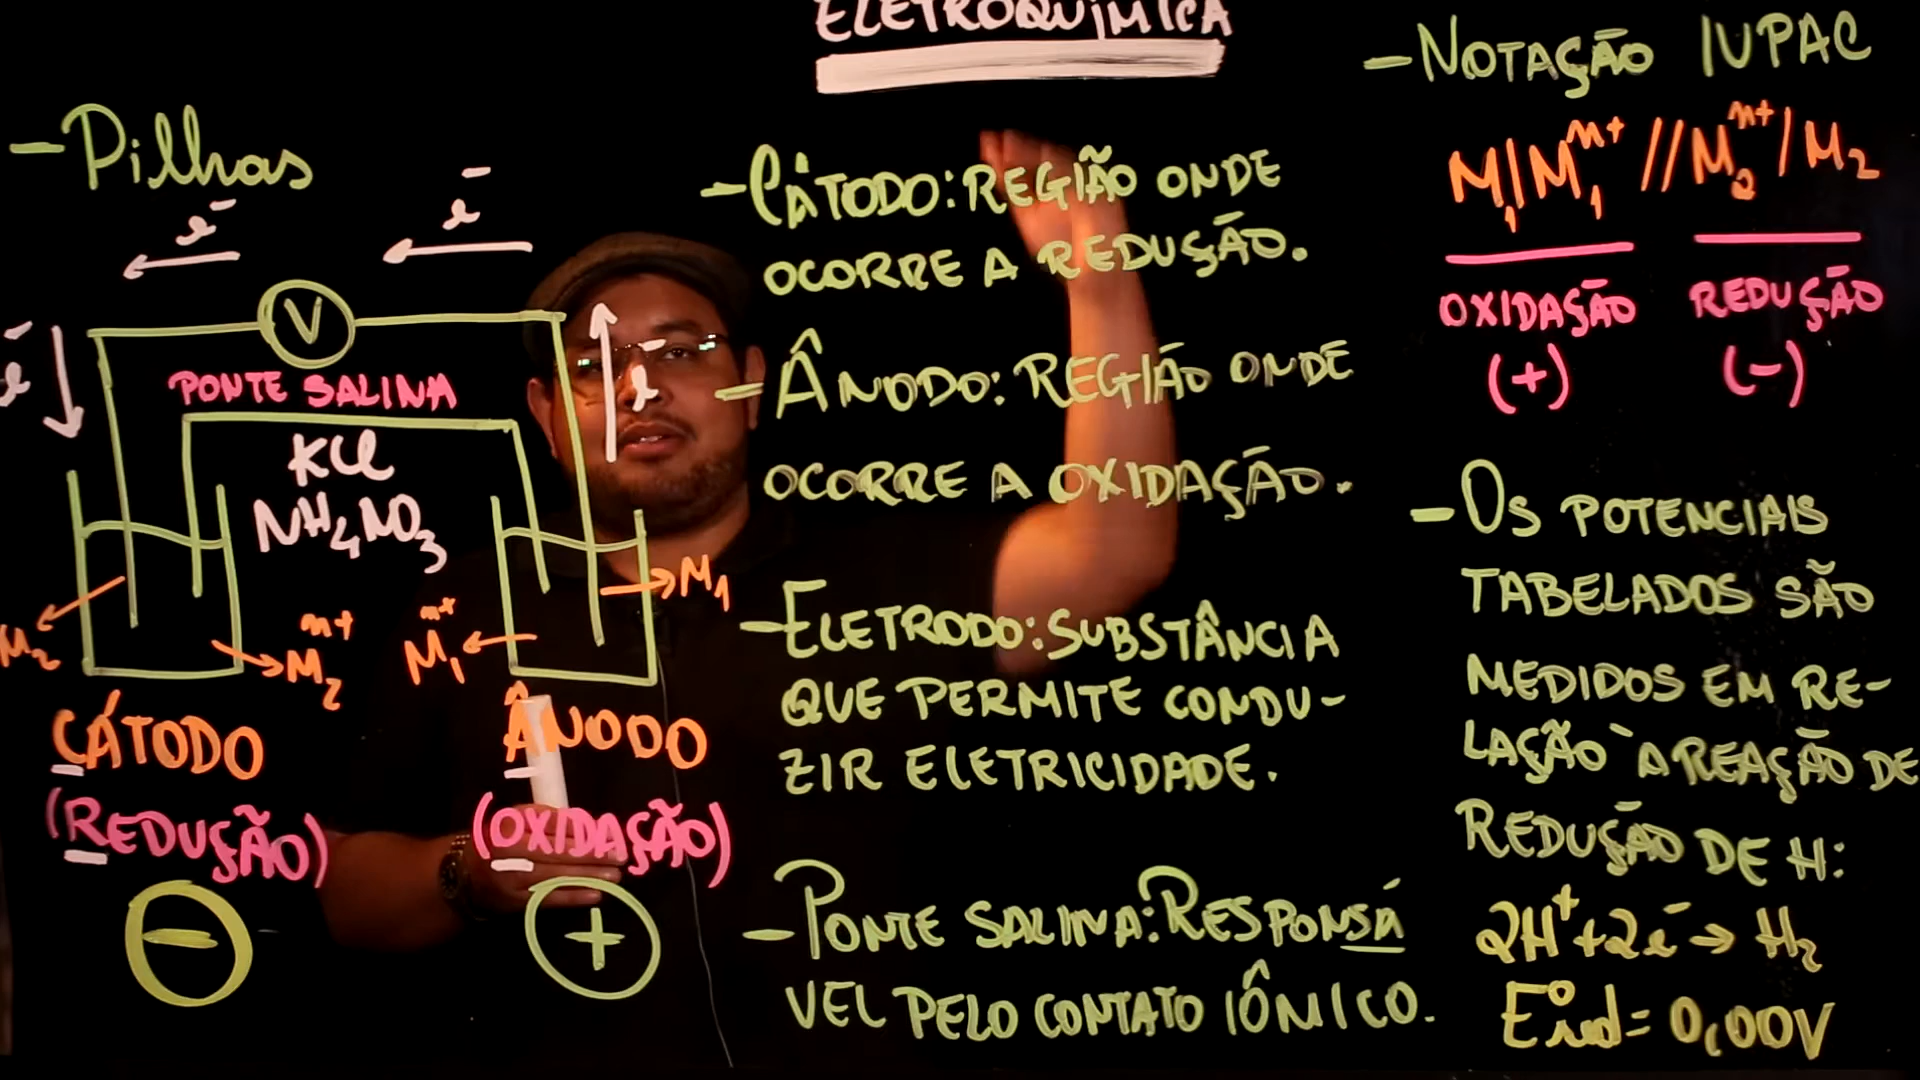 ELETROQUÍMICA
- Pilhas
e⁻
e⁻
e⁻
V
e⁻
PONTE SALINA
KCl
NH₄NO₃
M₂
M₂ⁿ⁺
M₁ⁿ⁺
M₁
CÁTODO
(REDUÇÃO)
−
ÂNODO
(OXIDAÇÃO)
+
- CÁTODO: REGIÃO ONDE
OCORRE A REDUÇÃO.
- ÂNODO: REGIÃO ONDE
OCORRE A OXIDAÇÃO.
- ELETRODO: SUBSTÂNCIA
QUE PERMITE CONDU-
ZIR ELETRICIDADE.
- PONTE SALINA: RESPONSÁ
VEL PELO CONTATO IÔNICO.
- NOTAÇÃO IUPAC
M₁/M₁ⁿ⁺ // M₂ⁿ⁺/M₂
OXIDAÇÃO REDUÇÃO
(+) (-)
- OS POTENCIAIS
TABELADOS SÃO
MEDIDOS EM RE-
LAÇÃO À REAÇÃO DE
REDUÇÃO DE H:
2H⁺ + 2e⁻ → H₂
E°red = 0,00V